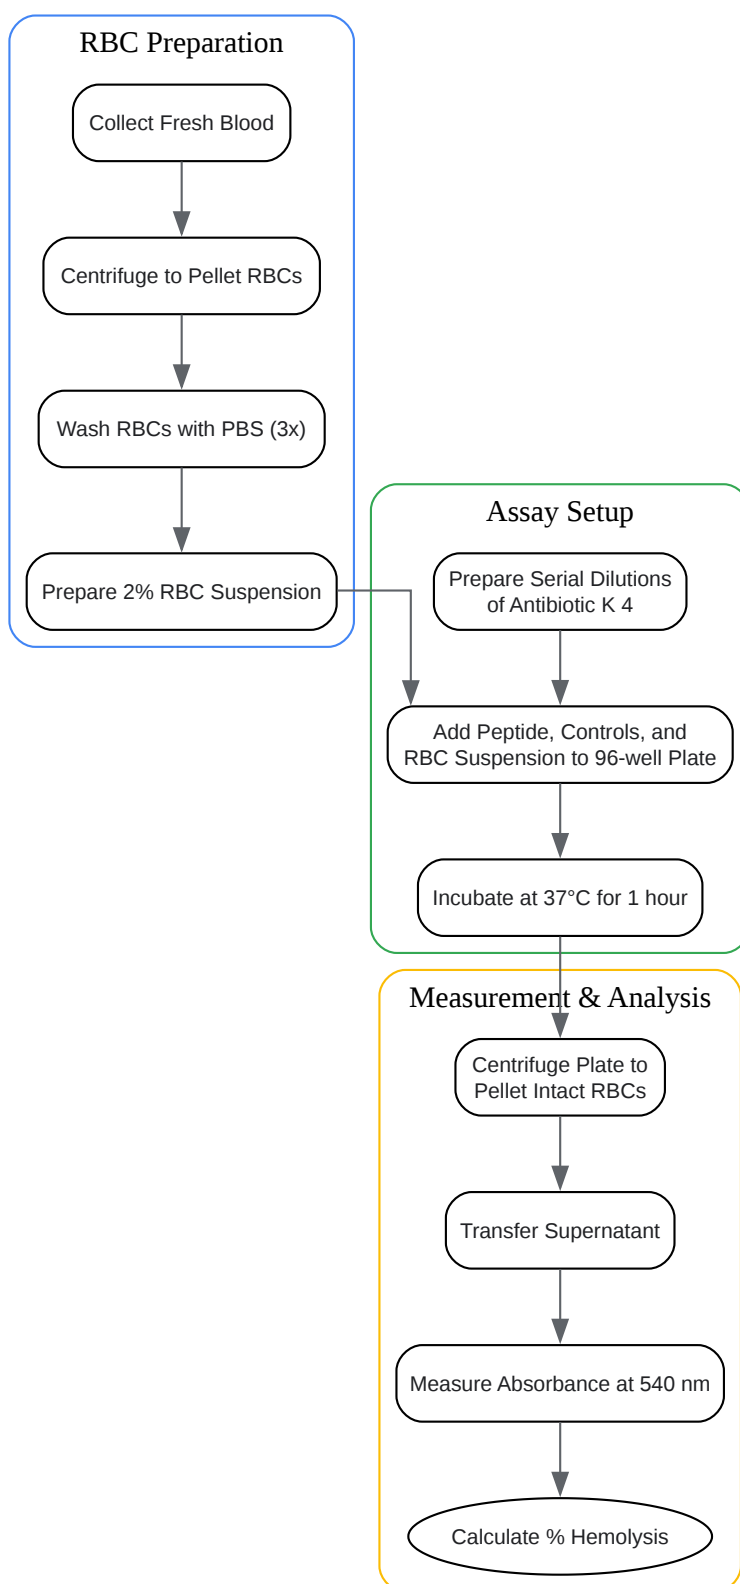 RBC Preparation
Collect Fresh Blood
Centrifuge to Pellet RBCs
Wash RBCs with PBS (3x)
Prepare 2% RBC Suspension
Assay Setup
Prepare Serial Dilutions
of Antibiotic K 4
Add Peptide, Controls, and
RBC Suspension to 96-well Plate
Incubate at 37°C for 1 hour
Measurement & Analysis
Centrifuge Plate to
Pellet Intact RBCs
Transfer Supernatant
Measure Absorbance at 540 nm
Calculate % Hemolysis